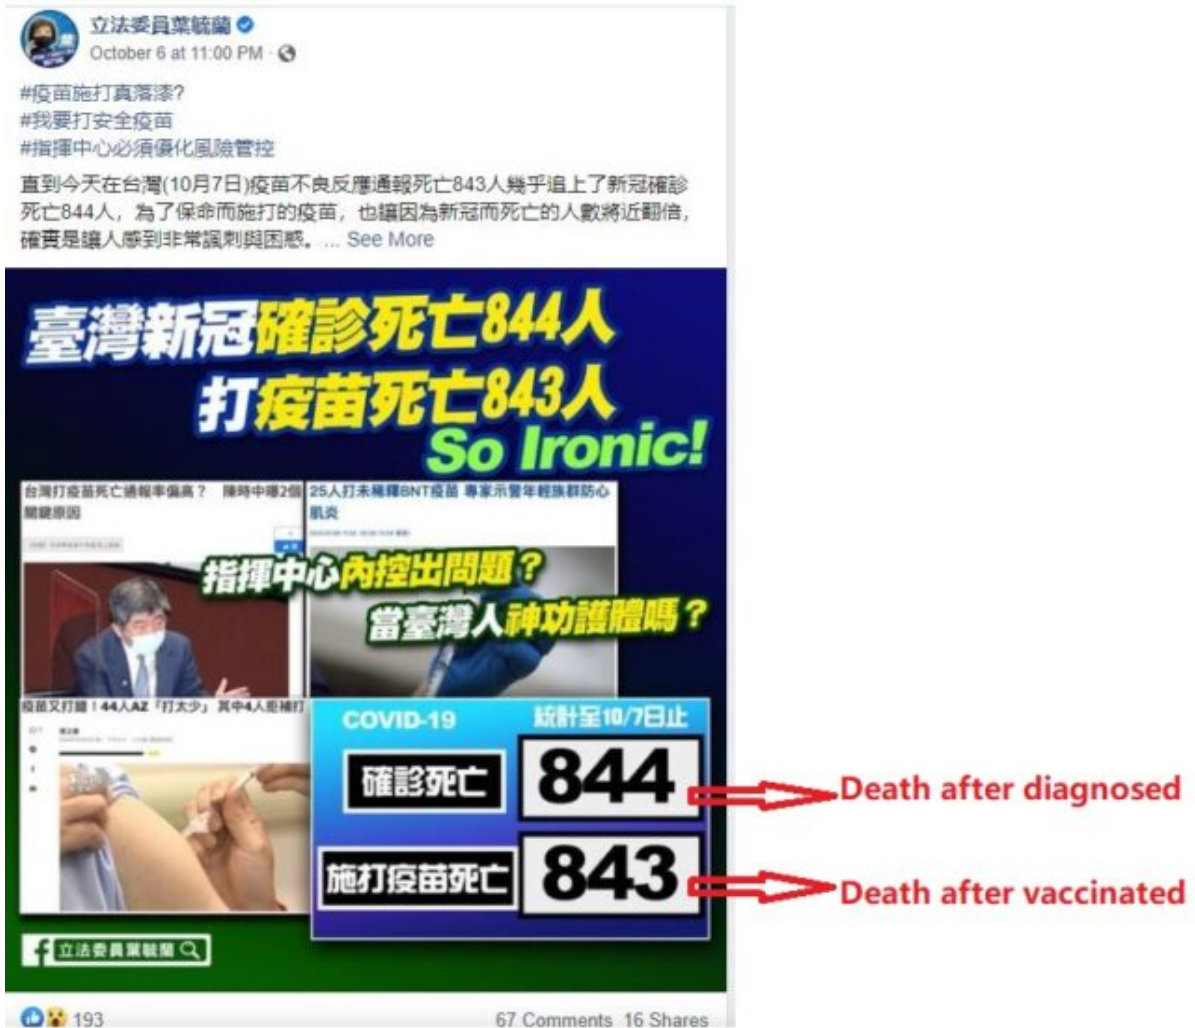 立法委員葉毓蘭
October 6 at 11:00 PM ·
#疫苗施打真落漆?
#我要打安全疫苗
#指揮中心必須優化風險管控
直到今天在台灣(10月7日)疫苗不良反應通報死亡843人幾乎追上了新冠確診
死亡844人，為了保命而施打的疫苗，也讓因為新冠而死亡的人數將近翻倍，
確實是讓人感到非常諷刺與困惑。... See More
臺灣新冠確診死亡844人
打疫苗死亡843人
So Ironic!
台灣打疫苗死亡通報率偏高？ 陳時中曝2個
關鍵原因
25人打未稀釋BNT疫苗 專家示警年輕族群防心
肌炎
指揮中心內控出問題？
當臺灣人神功護體嗎？
疫苗又打錯！44人AZ「打太少」 其中4人拒補打
COVID-19
統計至10/7日止
確診死亡
844
Death after diagnosed
施打疫苗死亡
843
Death after vaccinated
立法委員葉毓蘭
193
67 Comments 16 Shares